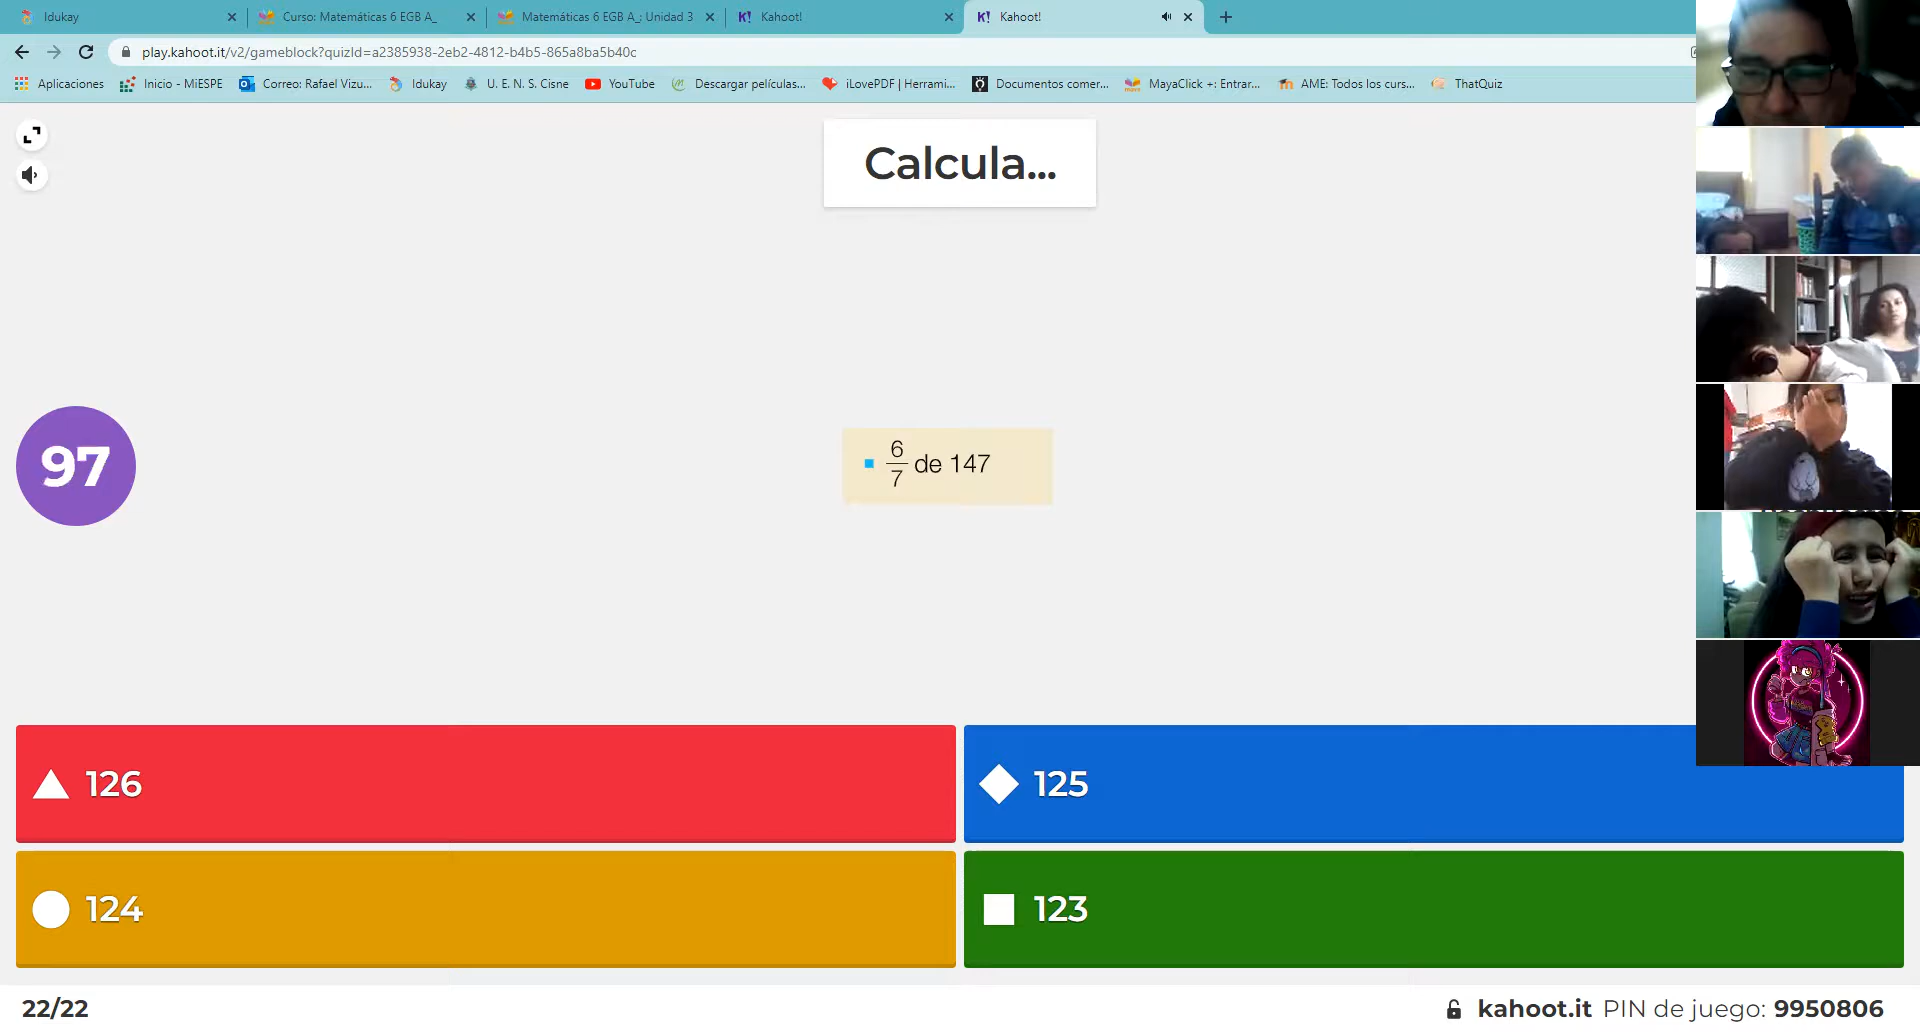 Idukay
Curso: Matemáticas 6 EGB A_
Matemáticas 6 EGB A_: Unidad 3
K! Kahoot!
K! Kahoot!
play.kahoot.it/v2/gameblock?quizId=a2385938-2eb2-4812-b4b5-865a8ba5b40c
Aplicaciones
Inicio - MiESPE
Correo: Rafael Vizu...
Idukay
U. E. N. S. Cisne
YouTube
Descargar películas...
iLovePDF | Herrami...
Documentos comer...
MayaClick +: Entrar...
AME: Todos los curs...
ThatQuiz
Calcula...
97
6/7 de 147
126
125
124
123
22/22
kahoot.it PIN de juego: 9950806